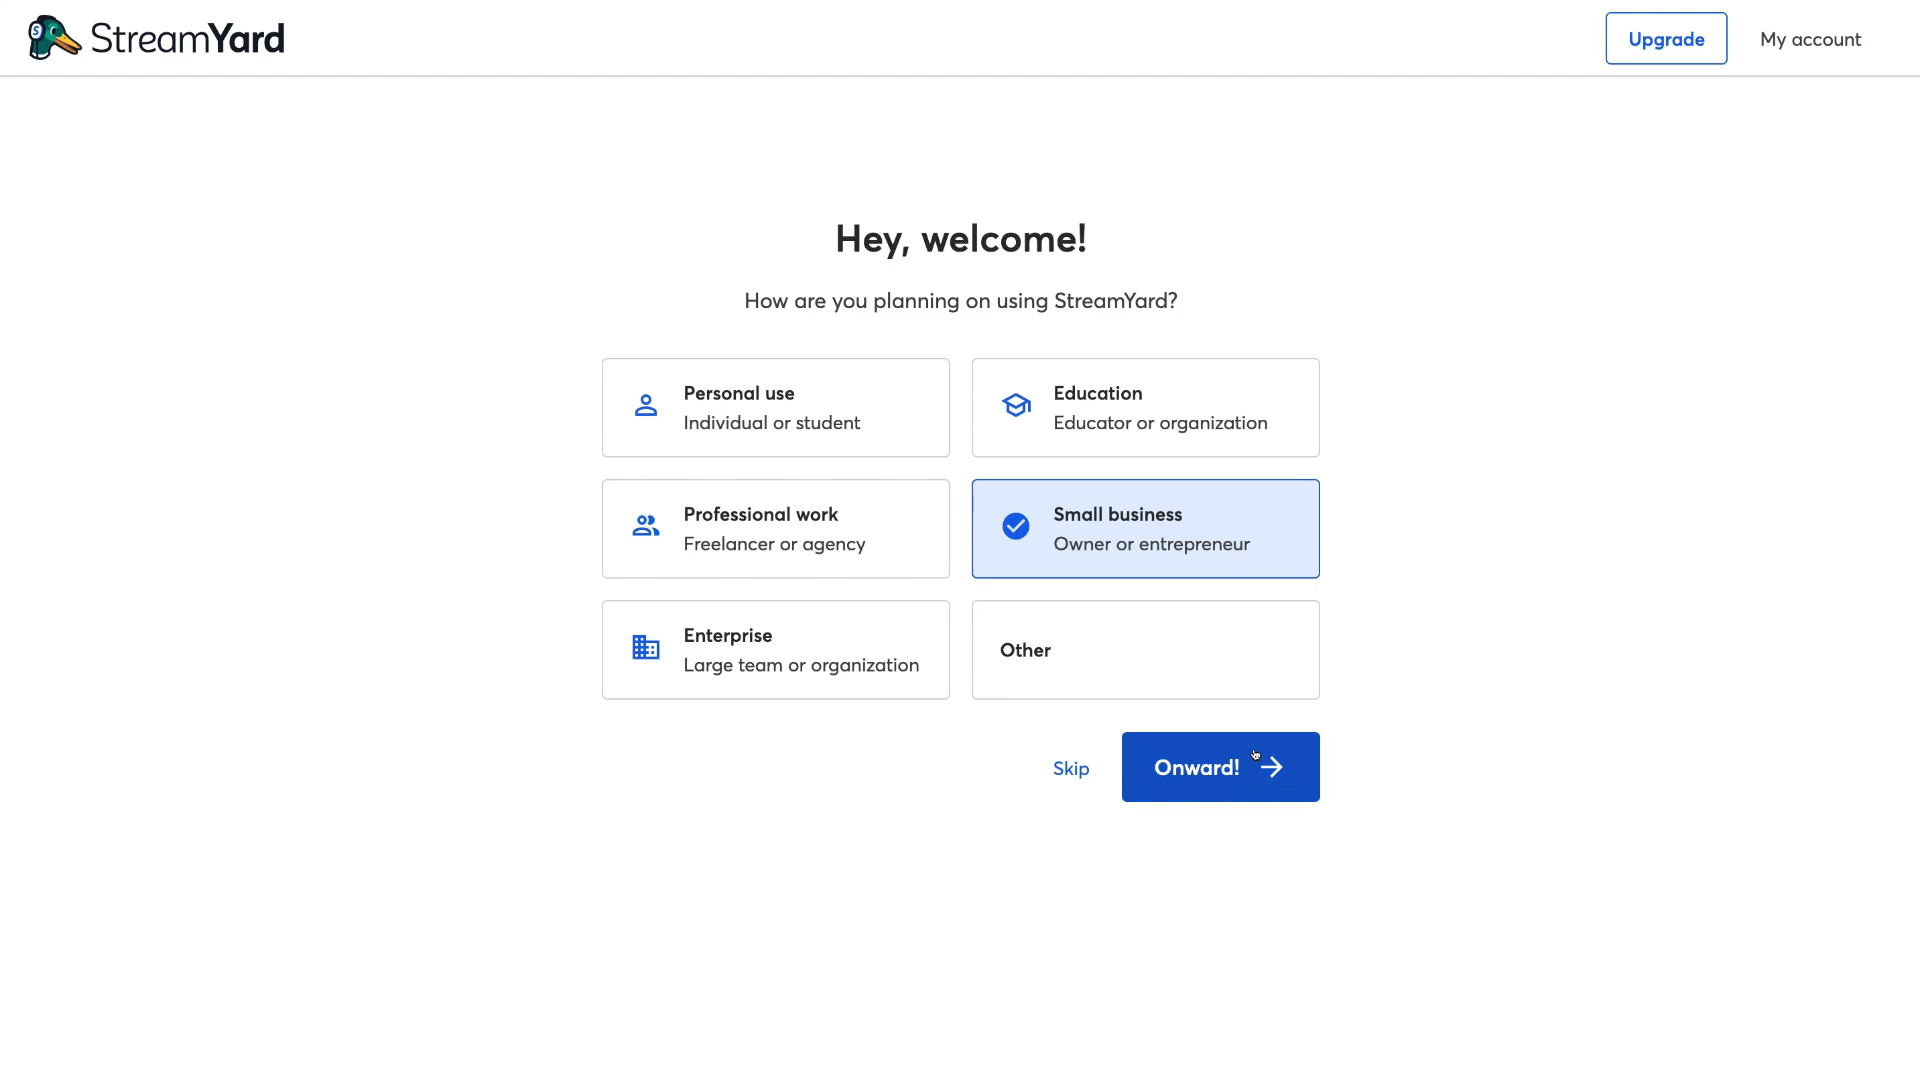 StreamYard
Upgrade
My account
Hey, welcome!
How are you planning on using StreamYard?
Personal use
Individual or student
Education
Educator or organization
Professional work
Freelancer or agency
Small business
Owner or entrepreneur
Enterprise
Large team or organization
Other
Skip
Onward!